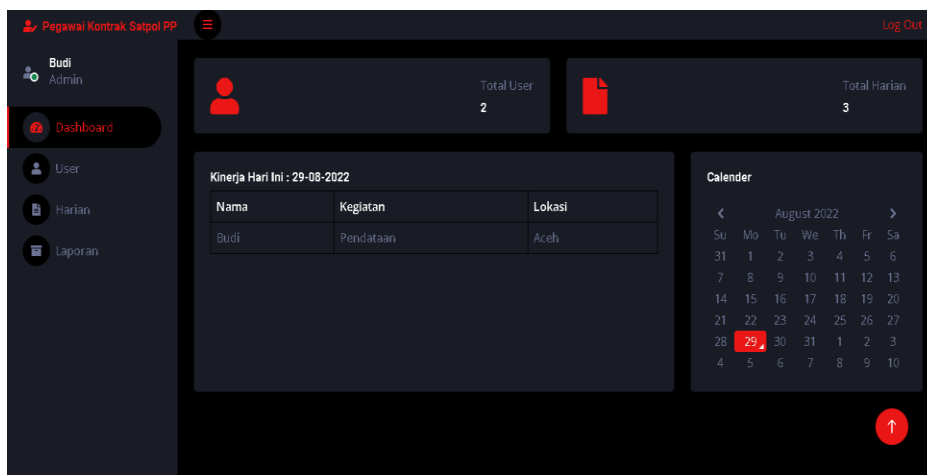 Pegawai Kontrak Satpol PP
Log Out
Budi
Admin
Dashboard
User
Harian
Laporan
Total User
2
Total Harian
3
Kinerja Hari Ini : 29-08-2022
Nama Kegiatan Lokasi
Budi Pendataan Aceh
Calender
August 2022
Su Mo Tu We Th Fr Sa
31 1 2 3 4 5 6
7 8 9 10 11 12 13
14 15 16 17 18 19 20
21 22 23 24 25 26 27
28 29 30 31 1 2 3
4 5 6 7 8 9 10